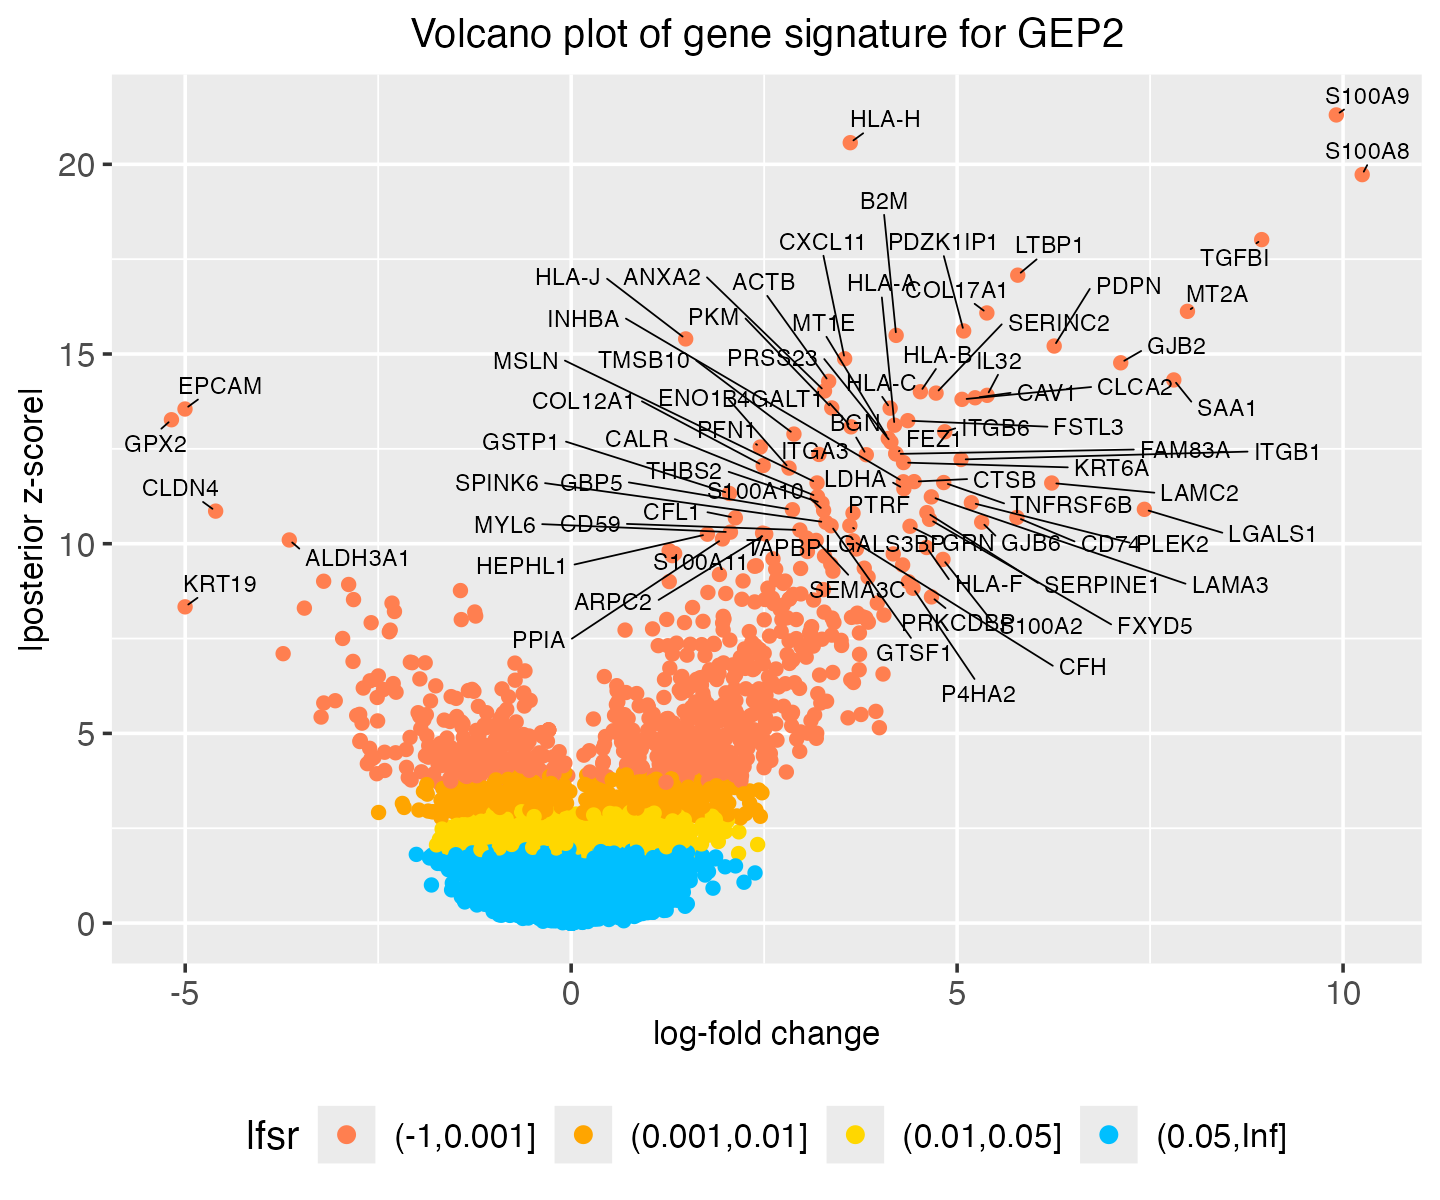 Volcano plot of gene signature for GEP2
S100A9
HLA-H
S100A8
20
B2M
CXCL11 PDZK1IP1 LTBP1
TGFBI
HLA-J ANXA2 ACTB HLA-A COL17A1 PDPN MT2A
INHBA PKM MT1E SERINC2
GJB2
15
MSLN TMSB10 PRSS23 HLA-B IL32
EPCAM HLA-C CAV1 CLCA2
COL12A1 ENO1 B4GALT1 SAA1
GPX2 GSTP1 CALR PFN1 BGN FEZ1 ITGB6 FSTL3
ITGA3 FAM83A ITGB1
THBS2 KRT6A
CLDN4 SPINK6 GBP5 S100A10 LDHA CTSB LAMC2
CFL1 PTRF TNFRSF6B
MYL6 CD59 LGALS1
10
ALDH3A1 HEPHL1 S100A11 TAPBP LGALS3BP GRN GJB6 CD74 PLEK2
KRT19 ARPC2 SEMA3C HLA-F SERPINE1 LAMA3
PPIA PRKCDBP S100A2 FXYD5
GTSF1 CFH
P4HA2
5
0
|posterior z-score|
-5 0 5 10
log-fold change
lfsr (-1,0.001] (0.001,0.01] (0.01,0.05] (0.05,Inf]